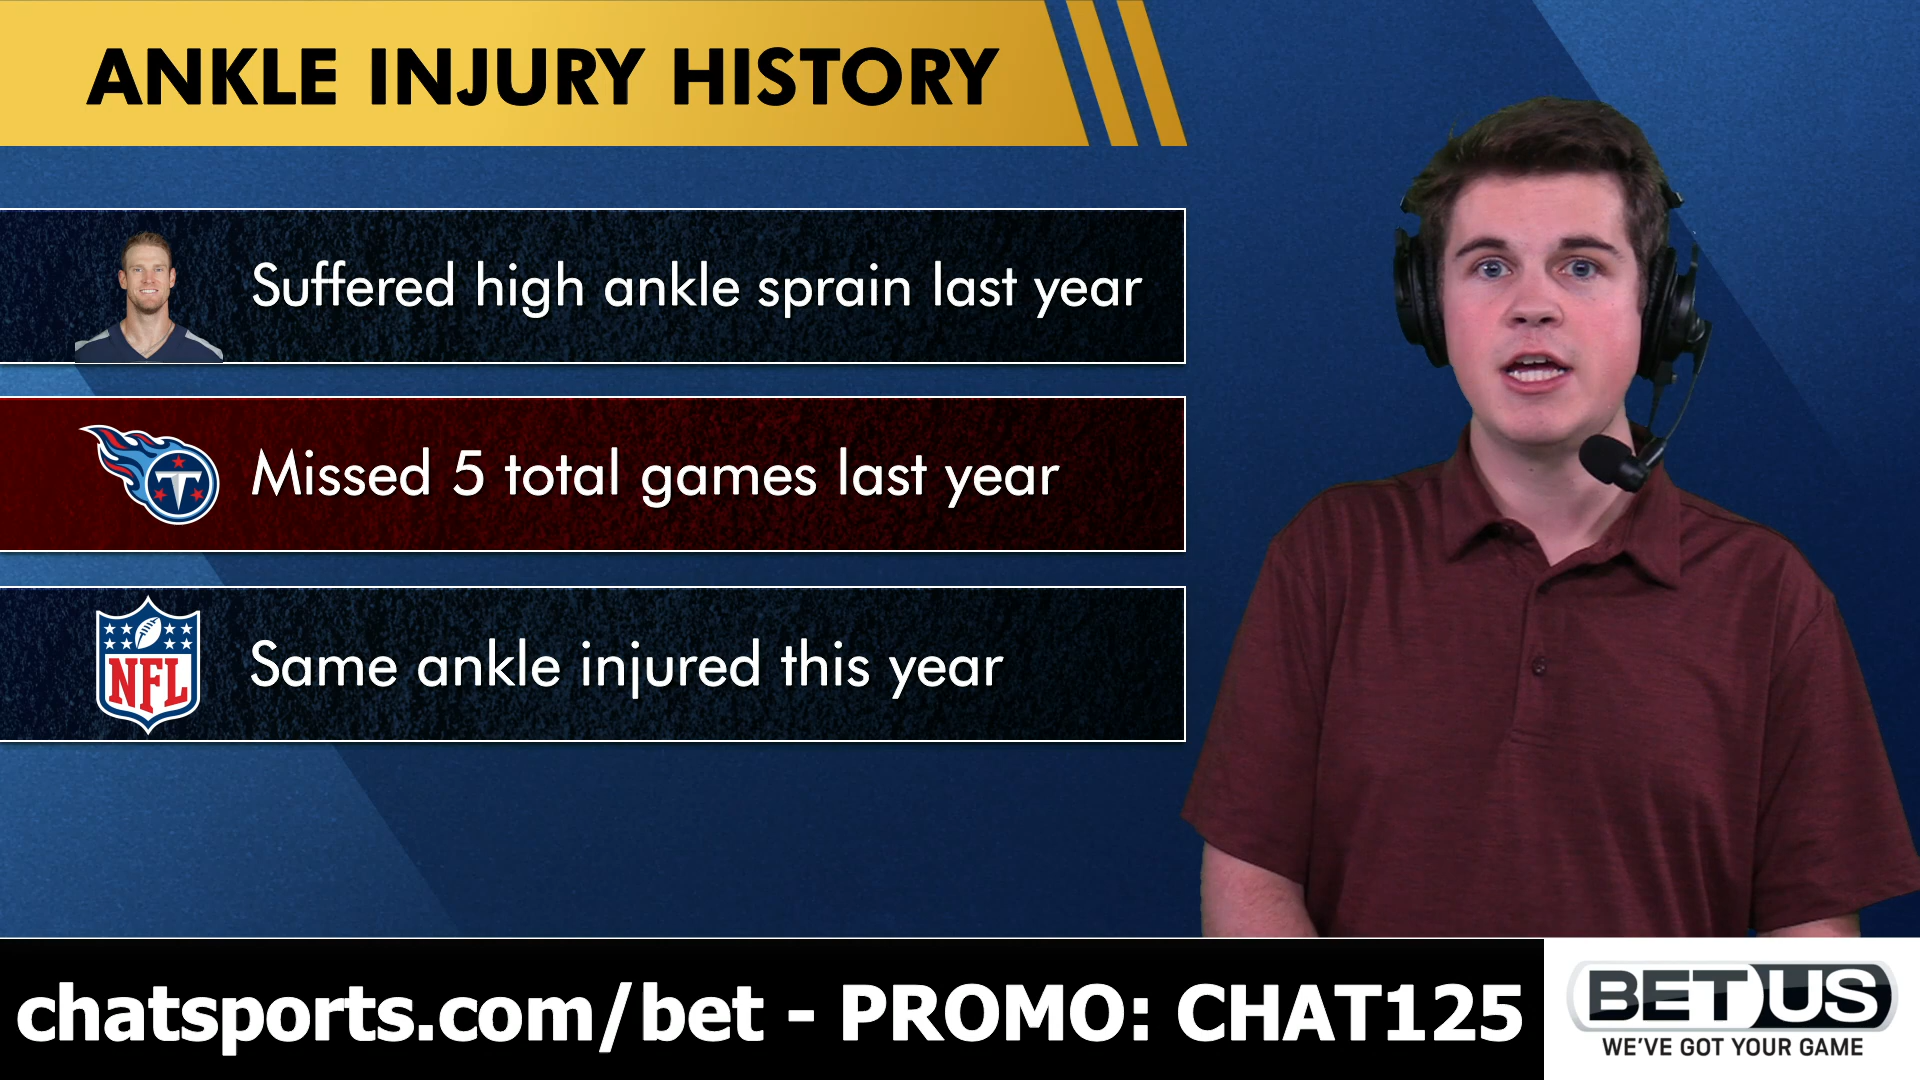 ANKLE INJURY HISTORY
Suffered high ankle sprain last year
T
Missed 5 total games last year
NFL
Same ankle injured this year
chatsports.com/bet - PROMO: CHAT125
BETUS
WE'VE GOT YOUR GAME